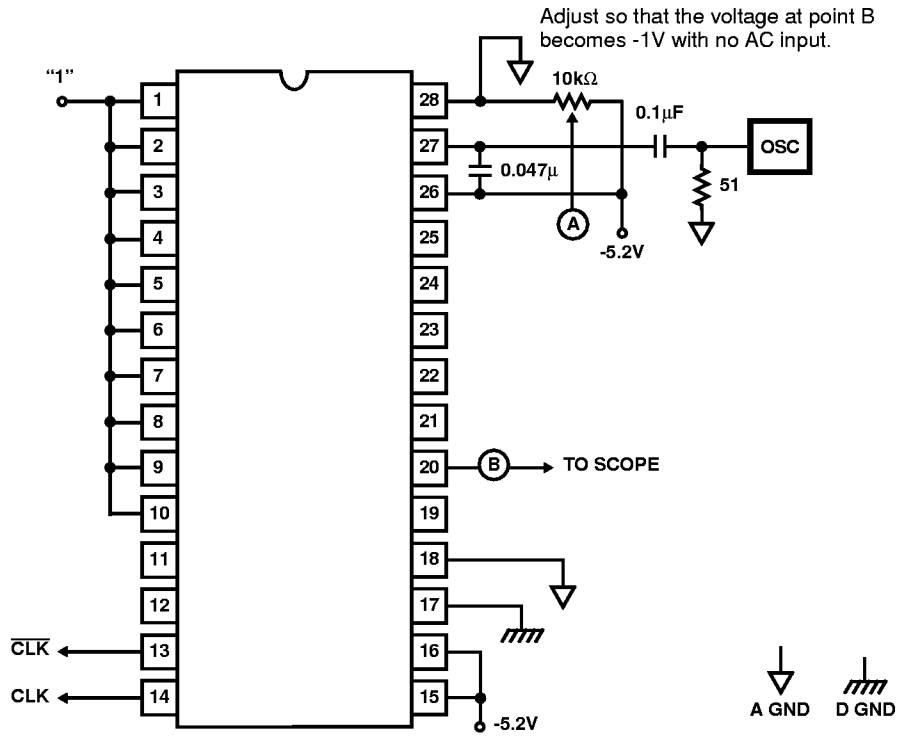 Adjust so that the voltage at point B
becomes -1V with no AC input.
“1”
10kΩ
0.1μF
OSC
0.047μ
51
A
-5.2V
1 28
2 27
3 26
4 25
5 24
6 23
7 22
8 21
9 20
B TO SCOPE
10 19
11 18
12 17
C̅L̅K̅ 13 16
CLK 14 15
-5.2V
A GND D GND